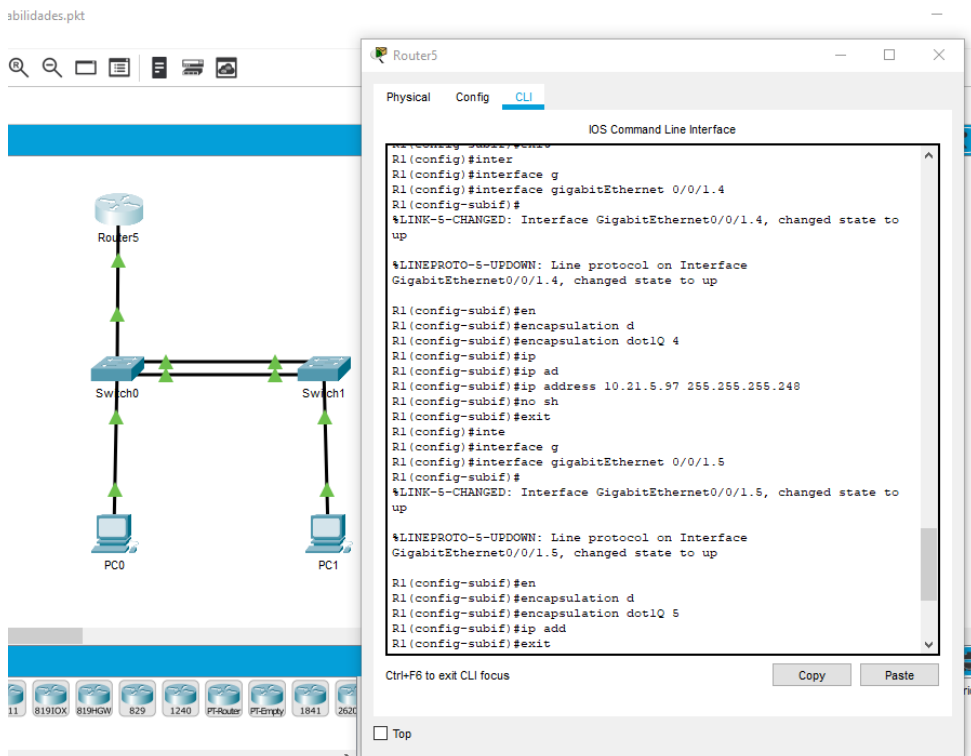 abilidades.pkt
Router5
Physical Config CLI
IOS Command Line Interface
R1(config)#inter
R1(config)#interface g
R1(config)#interface gigabitEthernet 0/0/1.4
R1(config-subif)#
%LINK-5-CHANGED: Interface GigabitEthernet0/0/1.4, changed state to
up
%LINEPROTO-5-UPDOWN: Line protocol on Interface
GigabitEthernet0/0/1.4, changed state to up
R1(config-subif)#en
R1(config-subif)#encapsulation d
R1(config-subif)#encapsulation dot1Q 4
R1(config-subif)#ip
R1(config-subif)#ip ad
R1(config-subif)#ip address 10.21.5.97 255.255.255.248
R1(config-subif)#no sh
R1(config-subif)#exit
R1(config)#inte
R1(config)#interface g
R1(config)#interface gigabitEthernet 0/0/1.5
R1(config-subif)#
%LINK-5-CHANGED: Interface GigabitEthernet0/0/1.5, changed state to
up
%LINEPROTO-5-UPDOWN: Line protocol on Interface
GigabitEthernet0/0/1.5, changed state to up
R1(config-subif)#en
R1(config-subif)#encapsulation d
R1(config-subif)#encapsulation dot1Q 5
R1(config-subif)#ip add
R1(config-subif)#exit
Ctrl+F6 to exit CLI focus
Copy Paste
Top
Router5
Switch0
Switch1
PC0
PC1
11 819IOX 819HGW 829 1240 PT-Router PT-Empty 1841 2620